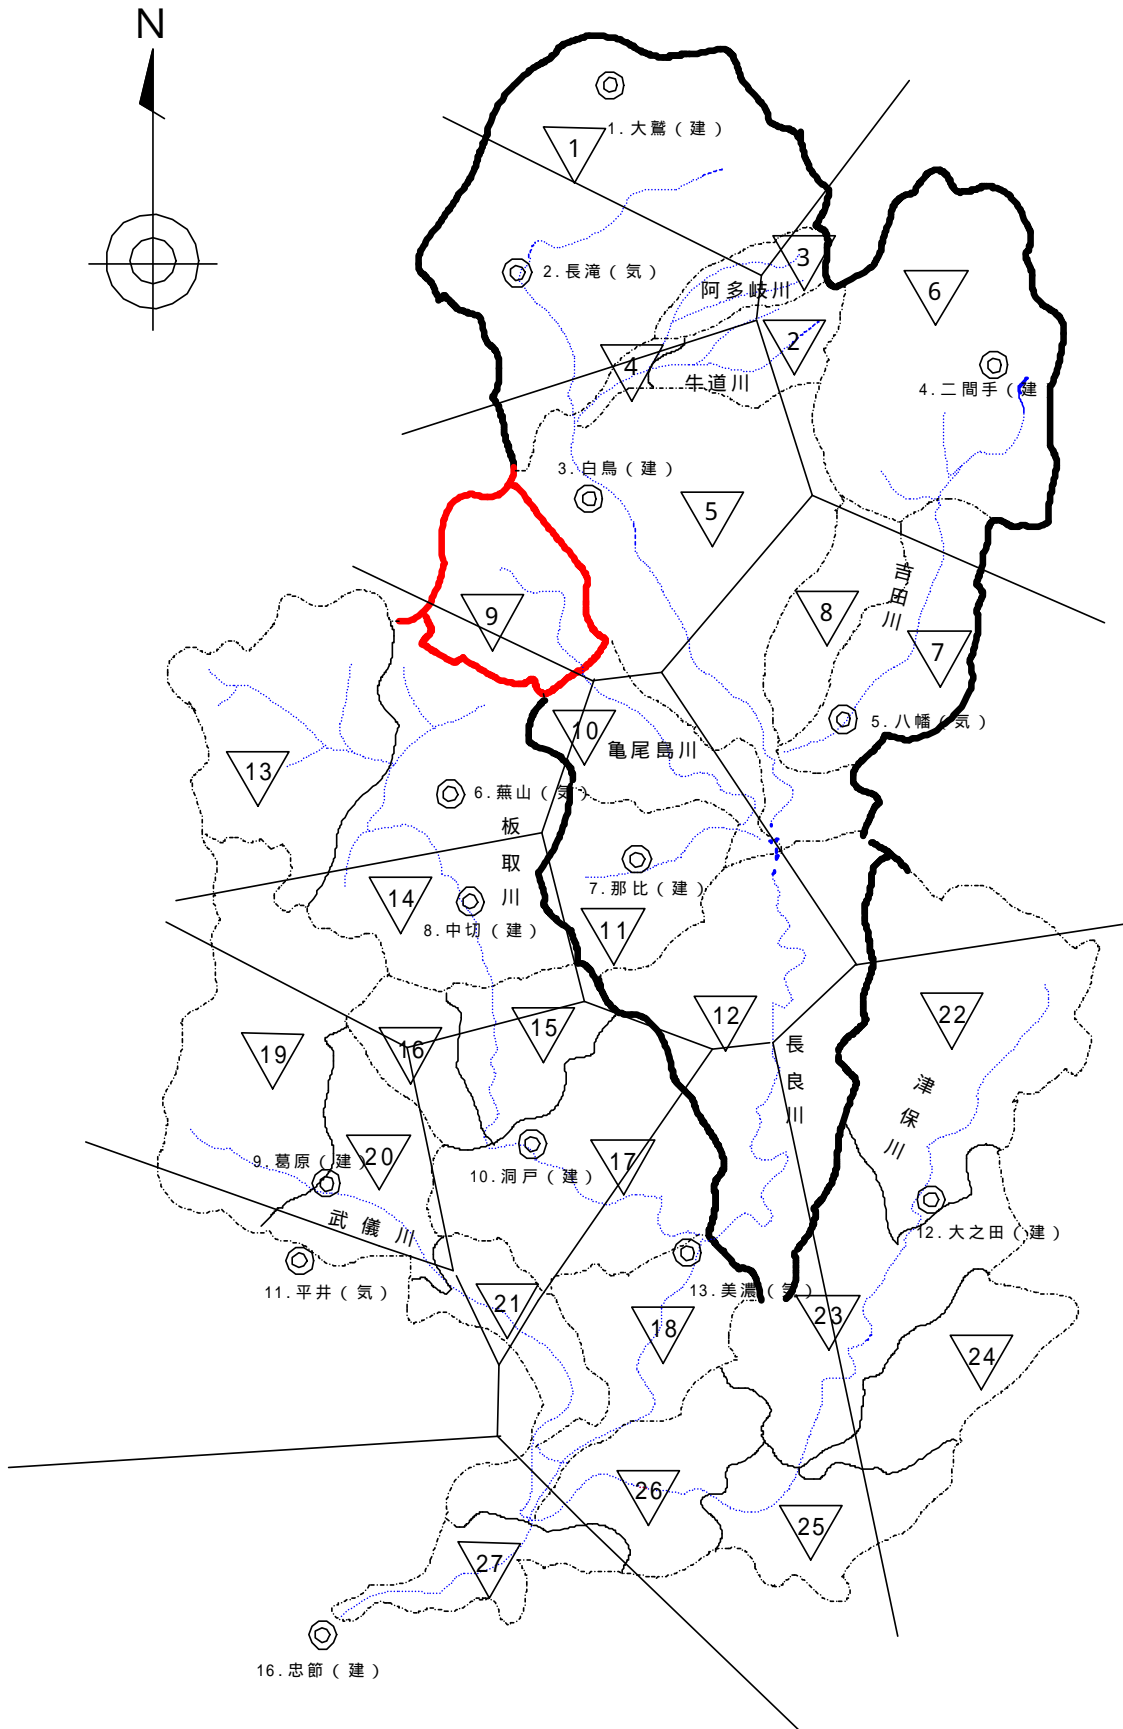 N
1.大鷲(建)
1
2.長滝(気)
3
阿多岐川
6
2
4
牛道川
4.二間手(建
3.白鳥(建)
5
吉田川
9
8
7
5.八幡(気)
10
亀尾島川
13
6.蕪山(気)
板取川
7.那比(建)
14
8.中切(建)
11
12
22
15
16
19
長良川
津保川
20
9.葛原(建)
10.洞戸(建)
17
武儀川
12.大之田(建)
11.平井(気)
13.美濃(気)
21
18
23
24
26
25
27
16.忠節(建)